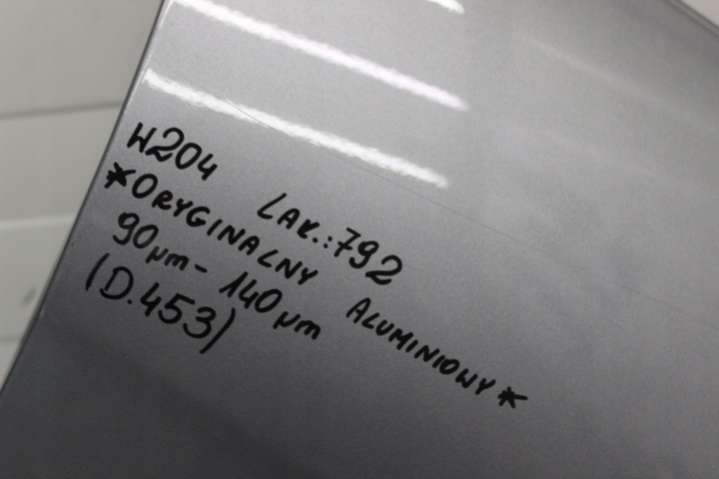 W204 LAK.: 792
*ORYGINALNY ALUMINIOWY*
90µm - 140µm
(D.453)